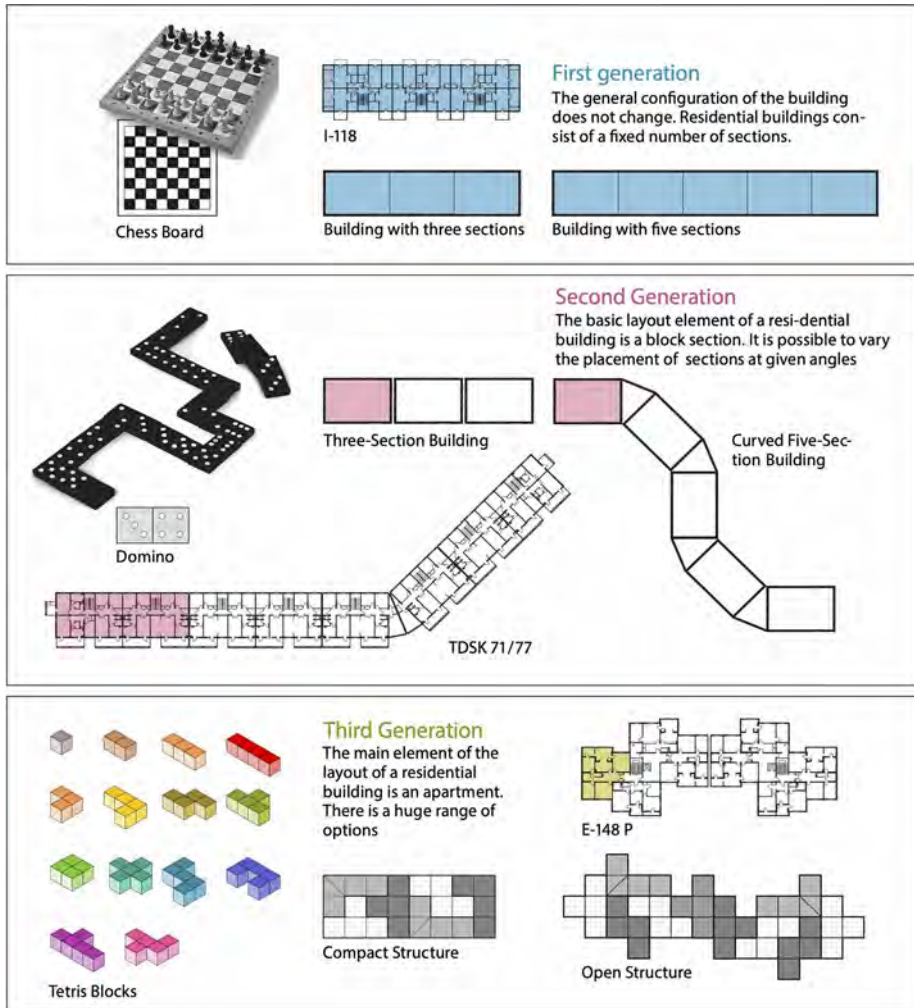 First generation
The general configuration of the building
does not change. Residential buildings con-
sist of a fixed number of sections.
I-118
Chess Board
Building with three sections
Building with five sections
Second Generation
The basic layout element of a resi-dential
building is a block section. It is possible to vary
the placement of sections at given angles
Three-Section Building
Curved Five-Sec-
tion Building
Domino
TDSK 71/77
Third Generation
The main element of the
layout of a residential
building is an apartment.
There is a huge range of
options
E-148 P
Compact Structure
Open Structure
Tetris Blocks